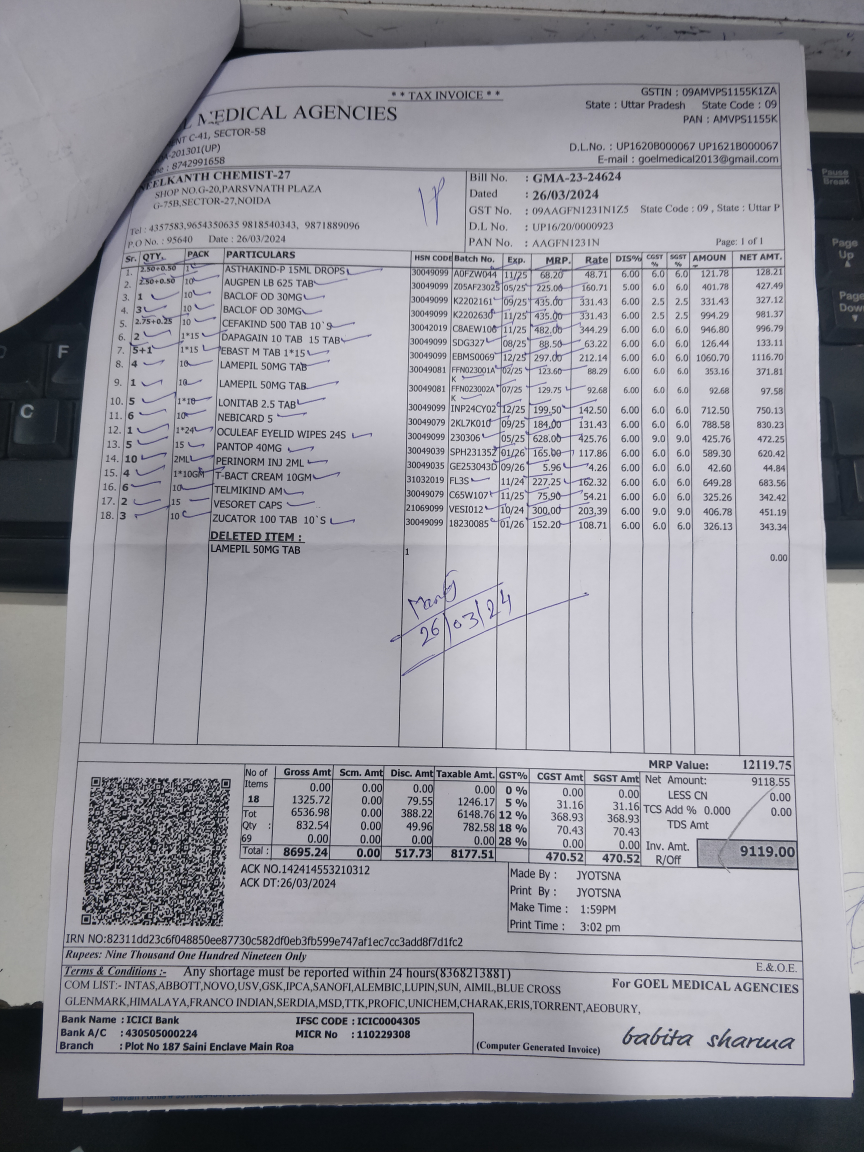 * * TAX INVOICE * *
GSTIN : 09AMVPS1155K1ZA
State : Uttar Pradesh State Code : 09
PAN : AMVPS1155K
MEDICAL AGENCIES
C-41, SECTOR-58
201301(UP)
: 8742991658
D.L.No. : UP1620B000067 UP1621B000067
E-mail : goelmedical2013@gmail.com
NEELKANTH CHEMIST-27
SHOP NO.G-20,PARSVNATH PLAZA
G-75B,SECTOR-27,NOIDA
Tel : 4357583,9654350635 9818540343, 9871889096
P.O No. : 95640 Date : 26/03/2024
Bill No. : GMA-23-24624
Dated : 26/03/2024
GST No. : 09AAGFN1231N1Z5 State Code : 09 , State : Uttar P
D.L No. : UP16/20/0000923
PAN No. : AAGFN1231N Page: 1 of 1
Sr. QTY. PACK PARTICULARS HSN CODE Batch No. Exp. MRP. Rate DIS% CGST % SGST % AMOUN NET AMT.
1. 2.50+0.50 1 ASTHAKIND-P 15ML DROPS 30049099 A0FZW044 11/25 68.20 48.71 6.00 6.0 6.0 121.78 128.21
2. 2.50+0.50 10 AUGPEN LB 625 TAB 30049099 Z05AF23025 05/25 225.00 160.71 5.00 6.0 6.0 401.78 427.49
3. 1 10 BACLOF OD 30MG 30049099 K2202161 09/25 435.00 331.43 6.00 2.5 2.5 331.43 327.12
4. 3 10 BACLOF OD 30MG 30049099 K2202630 11/25 435.00 331.43 6.00 2.5 2.5 994.29 981.37
5. 2.75+0.25 10 CEFAKIND 500 TAB 10`S 30042019 CBAEW106 11/25 482.00 344.29 6.00 6.0 6.0 946.80 996.79
6. 2 1*15 DAPAGAIN 10 TAB 15 TAB 30049099 SDG327 08/25 88.50 63.22 6.00 6.0 6.0 126.44 133.11
7. 5+1 1*15 EBAST M TAB 1*15 30049099 EBMS0069 12/25 297.00 212.14 6.00 6.0 6.0 1060.70 1116.70
8. 4 10 LAMEPIL 50MG TAB 30049081 FFN023001A K 02/25 123.60 88.29 6.00 6.0 6.0 353.16 371.81
9. 1 10 LAMEPIL 50MG TAB 30049081 FFN023002A K 07/25 129.75 92.68 6.00 6.0 6.0 92.68 97.58
10. 5 1*10 LONITAB 2.5 TAB 30049099 INP24CY02 12/25 199.50 142.50 6.00 6.0 6.0 712.50 750.13
11. 6 10 NEBICARD 5 30049079 2KL7K010 09/25 184.00 131.43 6.00 6.0 6.0 788.58 830.23
12. 1 1*24 OCULEAF EYELID WIPES 24S 30049099 230306 05/25 628.00 425.76 6.00 9.0 9.0 425.76 472.25
13. 5 15 PANTOP 40MG 30049039 SPH23135Z 01/26 165.00 117.86 6.00 6.0 6.0 589.30 620.42
14. 10 2ML PERINORM INJ 2ML 30049035 GE253043D 09/26 5.96 4.26 6.00 6.0 6.0 42.60 44.84
15. 4 1*10GM T-BACT CREAM 10GM 31032019 FL3S 11/24 227.25 162.32 6.00 6.0 6.0 649.28 683.56
16. 6 10 TELMIKIND AM 30049079 C65W107 11/25 75.90 54.21 6.00 6.0 6.0 325.26 342.42
17. 2 15 VESORET CAPS 21069099 VESI012 10/24 300.00 203.39 6.00 9.0 9.0 406.78 451.19
18. 3 10 ZUCATOR 100 TAB 10`S 30049099 18230085 01/26 152.20 108.71 6.00 6.0 6.0 326.13 343.34
DELETED ITEM :
LAMEPIL 50MG TAB 1 0.00
26/03/24
MRP Value: 12119.75
No of Items 18 Tot Qty : 69
Gross Amt Scm. Amt Disc. Amt Taxable Amt. GST% CGST Amt SGST Amt
0.00 0.00 0.00 0.00 0 % 0.00 0.00
1325.72 0.00 79.55 1246.17 5 % 31.16 31.16
6536.98 0.00 388.22 6148.76 12 % 368.93 368.93
832.54 0.00 49.96 782.58 18 % 70.43 70.43
0.00 0.00 0.00 0.00 28 % 0.00 0.00
Total : 8695.24 0.00 517.73 8177.51 470.52 470.52
Net Amount: 9118.55
LESS CN 0.00
TCS Add % 0.000 0.00
TDS Amt
Inv. Amt. R/Off 9119.00
ACK NO.142414553210312
ACK DT:26/03/2024
Made By : JYOTSNA
Print By : JYOTSNA
Make Time : 1:59PM
Print Time : 3:02 pm
IRN NO:82311dd23c6f048850ee87730c582df0eb3fb599e747af1ec7cc3add8f7d1fc2
Rupees: Nine Thousand One Hundred Nineteen Only
E.&O.E.
Terms & Conditions :- Any shortage must be reported within 24 hours(8368213881)
COM LIST:- INTAS,ABBOTT,NOVO,USV,GSK,IPCA,SANOFI,ALEMBIC,LUPIN,SUN, AIMIL,BLUE CROSS
GLENMARK,HIMALAYA,FRANCO INDIAN,SERDIA,MSD,TTK,PROFIC,UNICHEM,CHARAK,ERIS,TORRENT,AEOBURY,
For GOEL MEDICAL AGENCIES
Bank Name : ICICI Bank IFSC CODE : ICIC0004305
Bank A/C : 430505000224 MICR No : 110229308
Branch : Plot No 187 Saini Enclave Main Roa
(Computer Generated Invoice)
babita sharma
Pause
Break
Page
Up
Page
Down
F